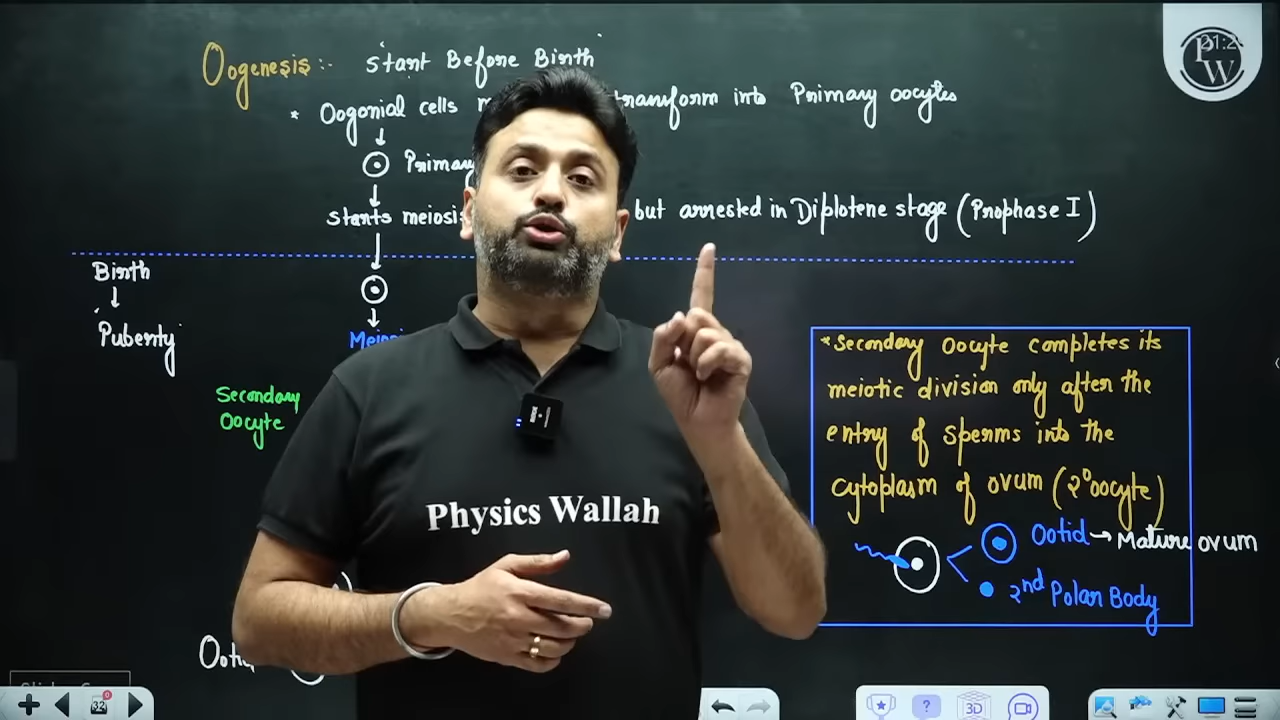 Oogenesis :- Start Before Birth
* Oogonial cells transform into Primary oocytes
Primary
Starts but arrested in Diplotene stage (Prophase I)
Birth
Puberty
Secondary
Oocyte
*Secondary Oocyte completes its
meiotic division only after the
entry of sperms into the
cytoplasm of ovum (2° oocyte)
Ootid → Mature ovum
2nd Polar Body
Physics Wallah
PW
32
3D
?